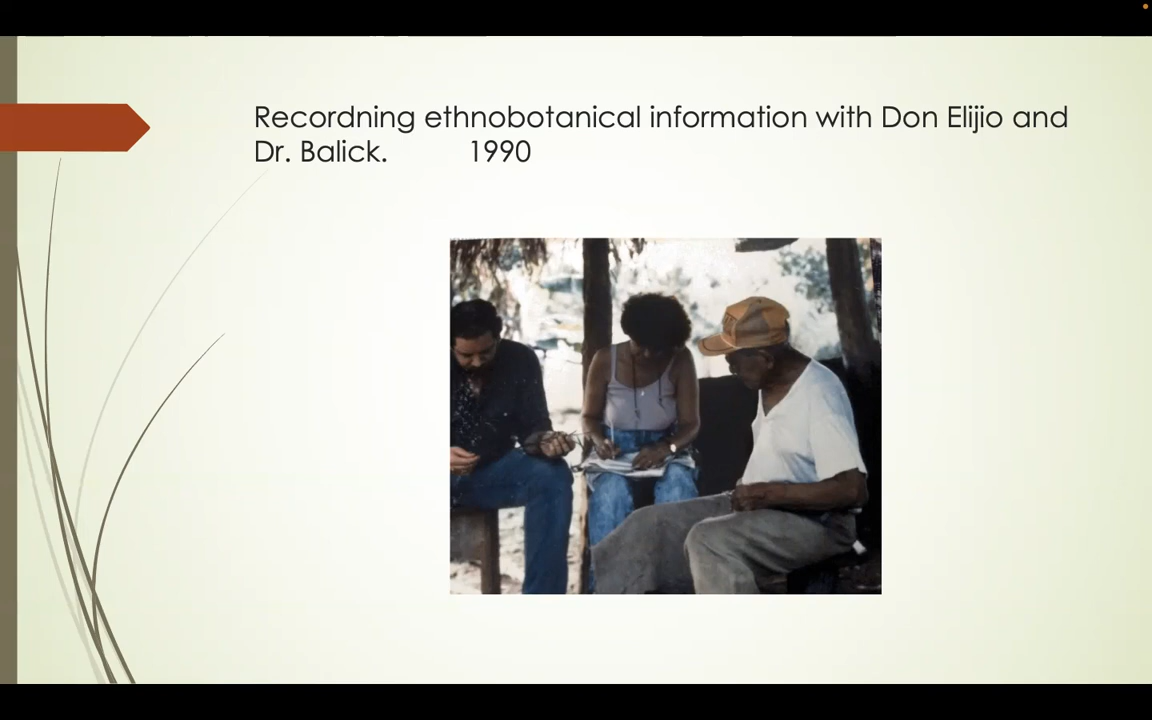 Recordning ethnobotanical information with Don Elijio and
Dr. Balick. 1990